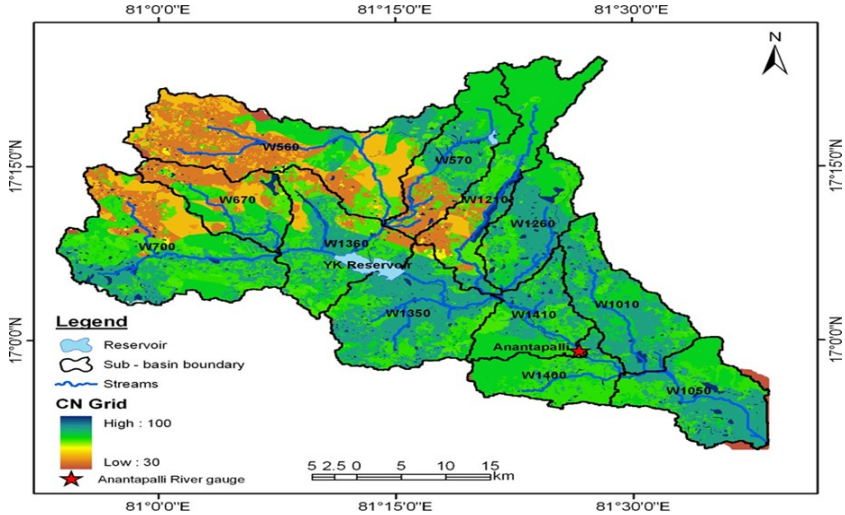 81°0'0"E 81°15'0"E 81°30'0"E
N
17°15'0"N 17°15'0"N
W560
W570
W670
W1210
W1260
W700
W1360
YK Reservoir
W1010
W1350
W1410
17°0'0"N 17°0'0"N
Anantapalli
W1400
W1050
Legend
Reservoir
Sub - basin boundary
Streams
CN Grid
High : 100
Low : 30
Anantapalli River gauge
5 2.5 0 5 10 15
km
81°0'0"E 81°15'0"E 81°30'0"E